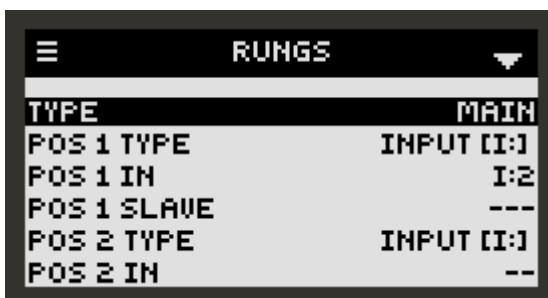 RUNGS
TYPE MAIN
POS 1 TYPE INPUT [I:]
POS 1 IN I:2
POS 1 SLAVE ---
POS 2 TYPE INPUT [I:]
POS 2 IN --